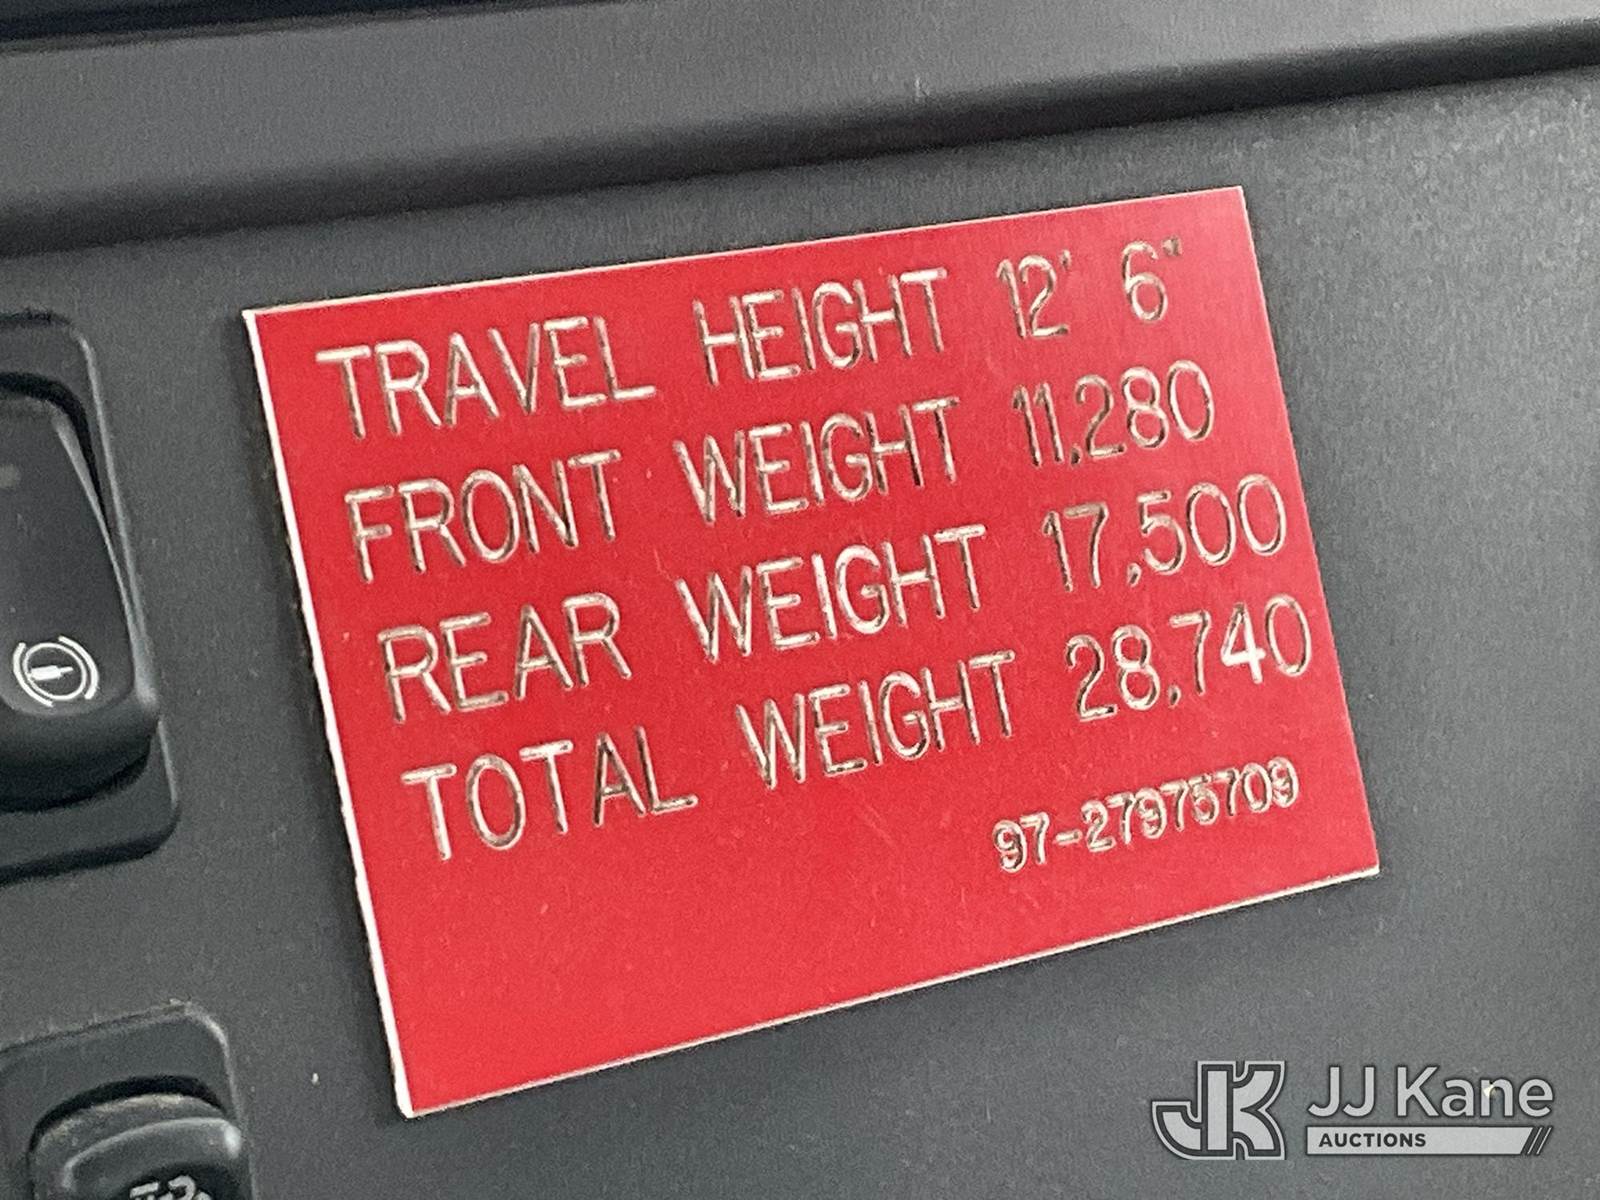 TRAVEL HEIGHT 12' 6"
FRONT WEIGHT 11,280
REAR WEIGHT 17,500
TOTAL WEIGHT 28,740
97-27975709
JJ Kane
AUCTIONS